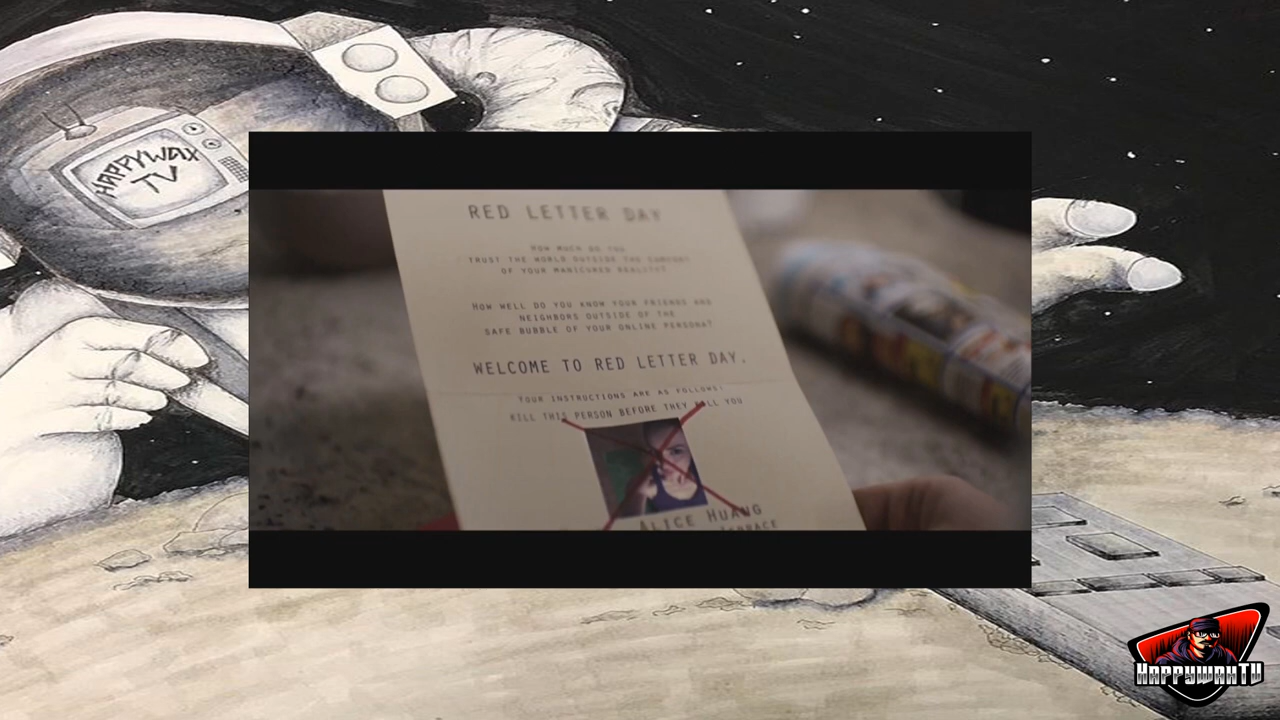 HAPPYWAX
TV
RED LETTER DAY
HOW MUCH DO YOU
TRUST THE WORLD OUTSIDE THE COMFORT
OF YOUR MANICURED REALITY?
HOW WELL DO YOU KNOW YOUR FRIENDS AND
NEIGHBORS OUTSIDE OF THE
SAFE BUBBLE OF YOUR ONLINE PERSONA?
WELCOME TO RED LETTER DAY.
YOUR INSTRUCTIONS ARE AS FOLLOWS:
KILL THIS PERSON BEFORE THEY KILL YOU
ALICE HUANG
TERRACE
HAPPYWAXTV